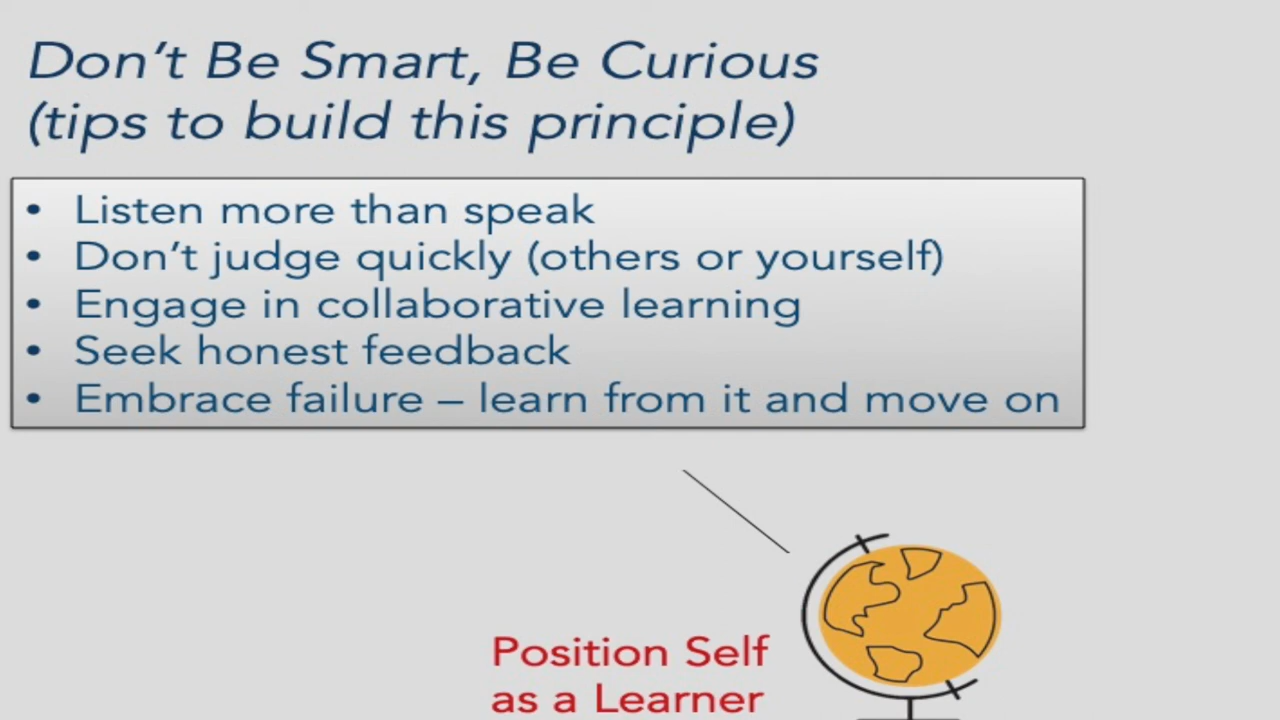 Don't Be Smart, Be Curious
(tips to build this principle)
• Listen more than speak
• Don't judge quickly (others or yourself)
• Engage in collaborative learning
• Seek honest feedback
• Embrace failure – learn from it and move on
Position Self
as a Learner